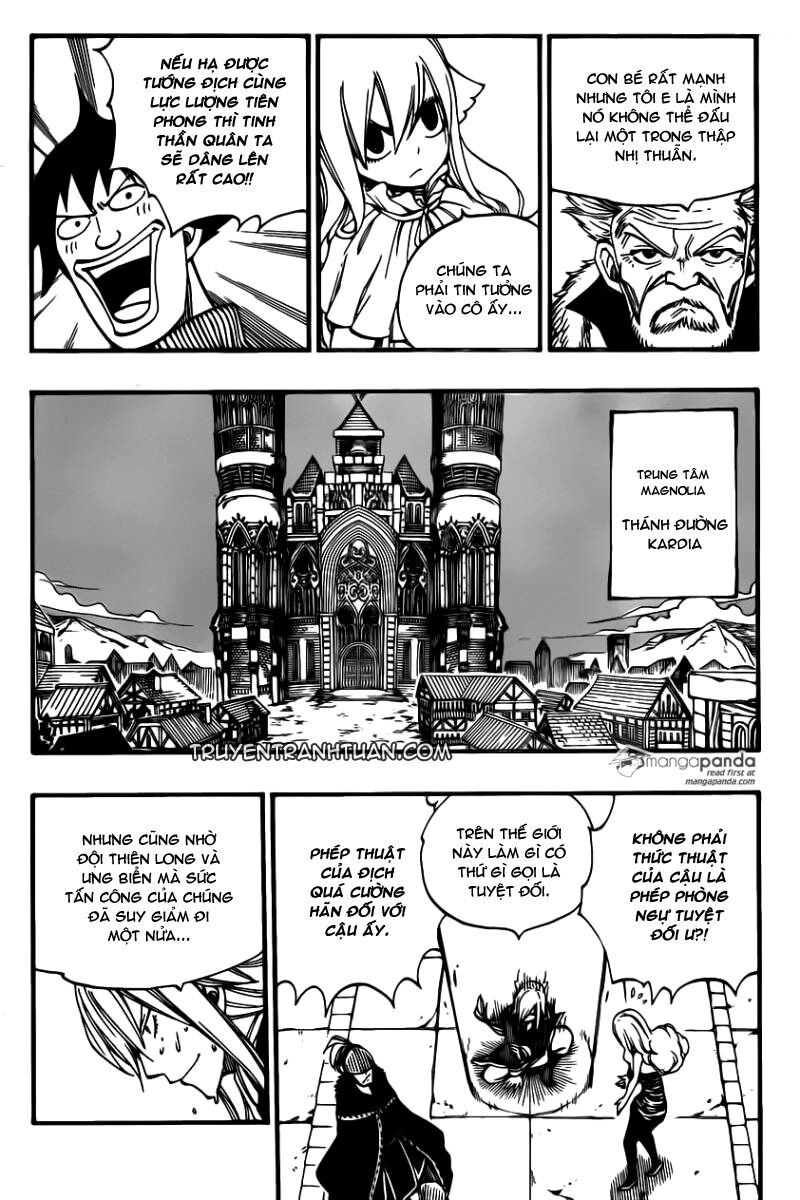 NẾU HẠ ĐƯỢC
TƯỚNG ĐỊCH CÙNG
LỰC LƯỢNG TIÊN
PHONG THÌ TINH
THẦN QUÂN TA
SẼ DÂNG LÊN
RẤT CAO!!
CHÚNG TA
PHẢI TIN TƯỞNG
VÀO CÔ ẤY...
CON BÉ RẤT MẠNH
NHƯNG TÔI E LÀ MÌNH
NÓ KHÔNG THỂ ĐẤU
LẠI MỘT TRONG THẬP
NHỊ THUẪN.
TRUNG TÂM
MAGNOLIA
THÁNH ĐƯỜNG
KARDIA
TRUYENTRANHTUAN.COM
mangapanda
read first at
mangapanda.com
NHƯNG CŨNG NHỜ
ĐỘI THIÊN LONG VÀ
ƯNG BIỂN MÀ SỨC
TẤN CÔNG CỦA CHÚNG
ĐÃ SUY GIẢM ĐI
MỘT NỬA...
PHÉP THUẬT
CỦA ĐỊCH
QUÁ CƯỜNG
HÃN ĐỐI VỚI
CẬU ẤY.
TRÊN THẾ GIỚI
NÀY LÀM GÌ CÓ
THỨ GÌ GỌI LÀ
TUYỆT ĐỐI.
KHÔNG PHẢI
THỨC THUẬT
CỦA CẬU LÀ
PHÉP PHÒNG
NGỰ TUYỆT
ĐỐI Ư?!